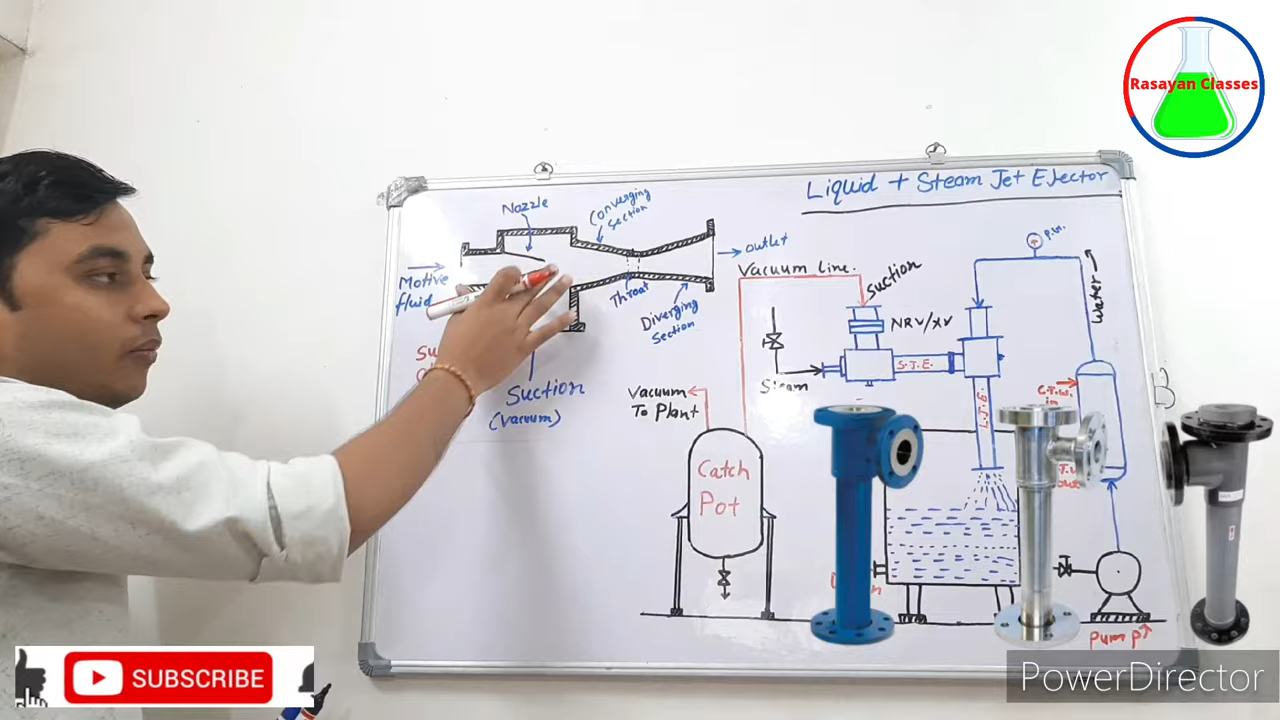 Rasayan Classes
Liquid + Steam Jet Ejector
Nozzle
Converging
Section
outlet
Motive
fluid
Throat
Diverging
Section
Suction
(Vacuum)
Vacuum line.
Suction
NRV/XV
Steam
S.J.E.
L.J.E.
Water
Vacuum
To Plant
Catch
Pot
in
Pump
SUBSCRIBE
PowerDirector